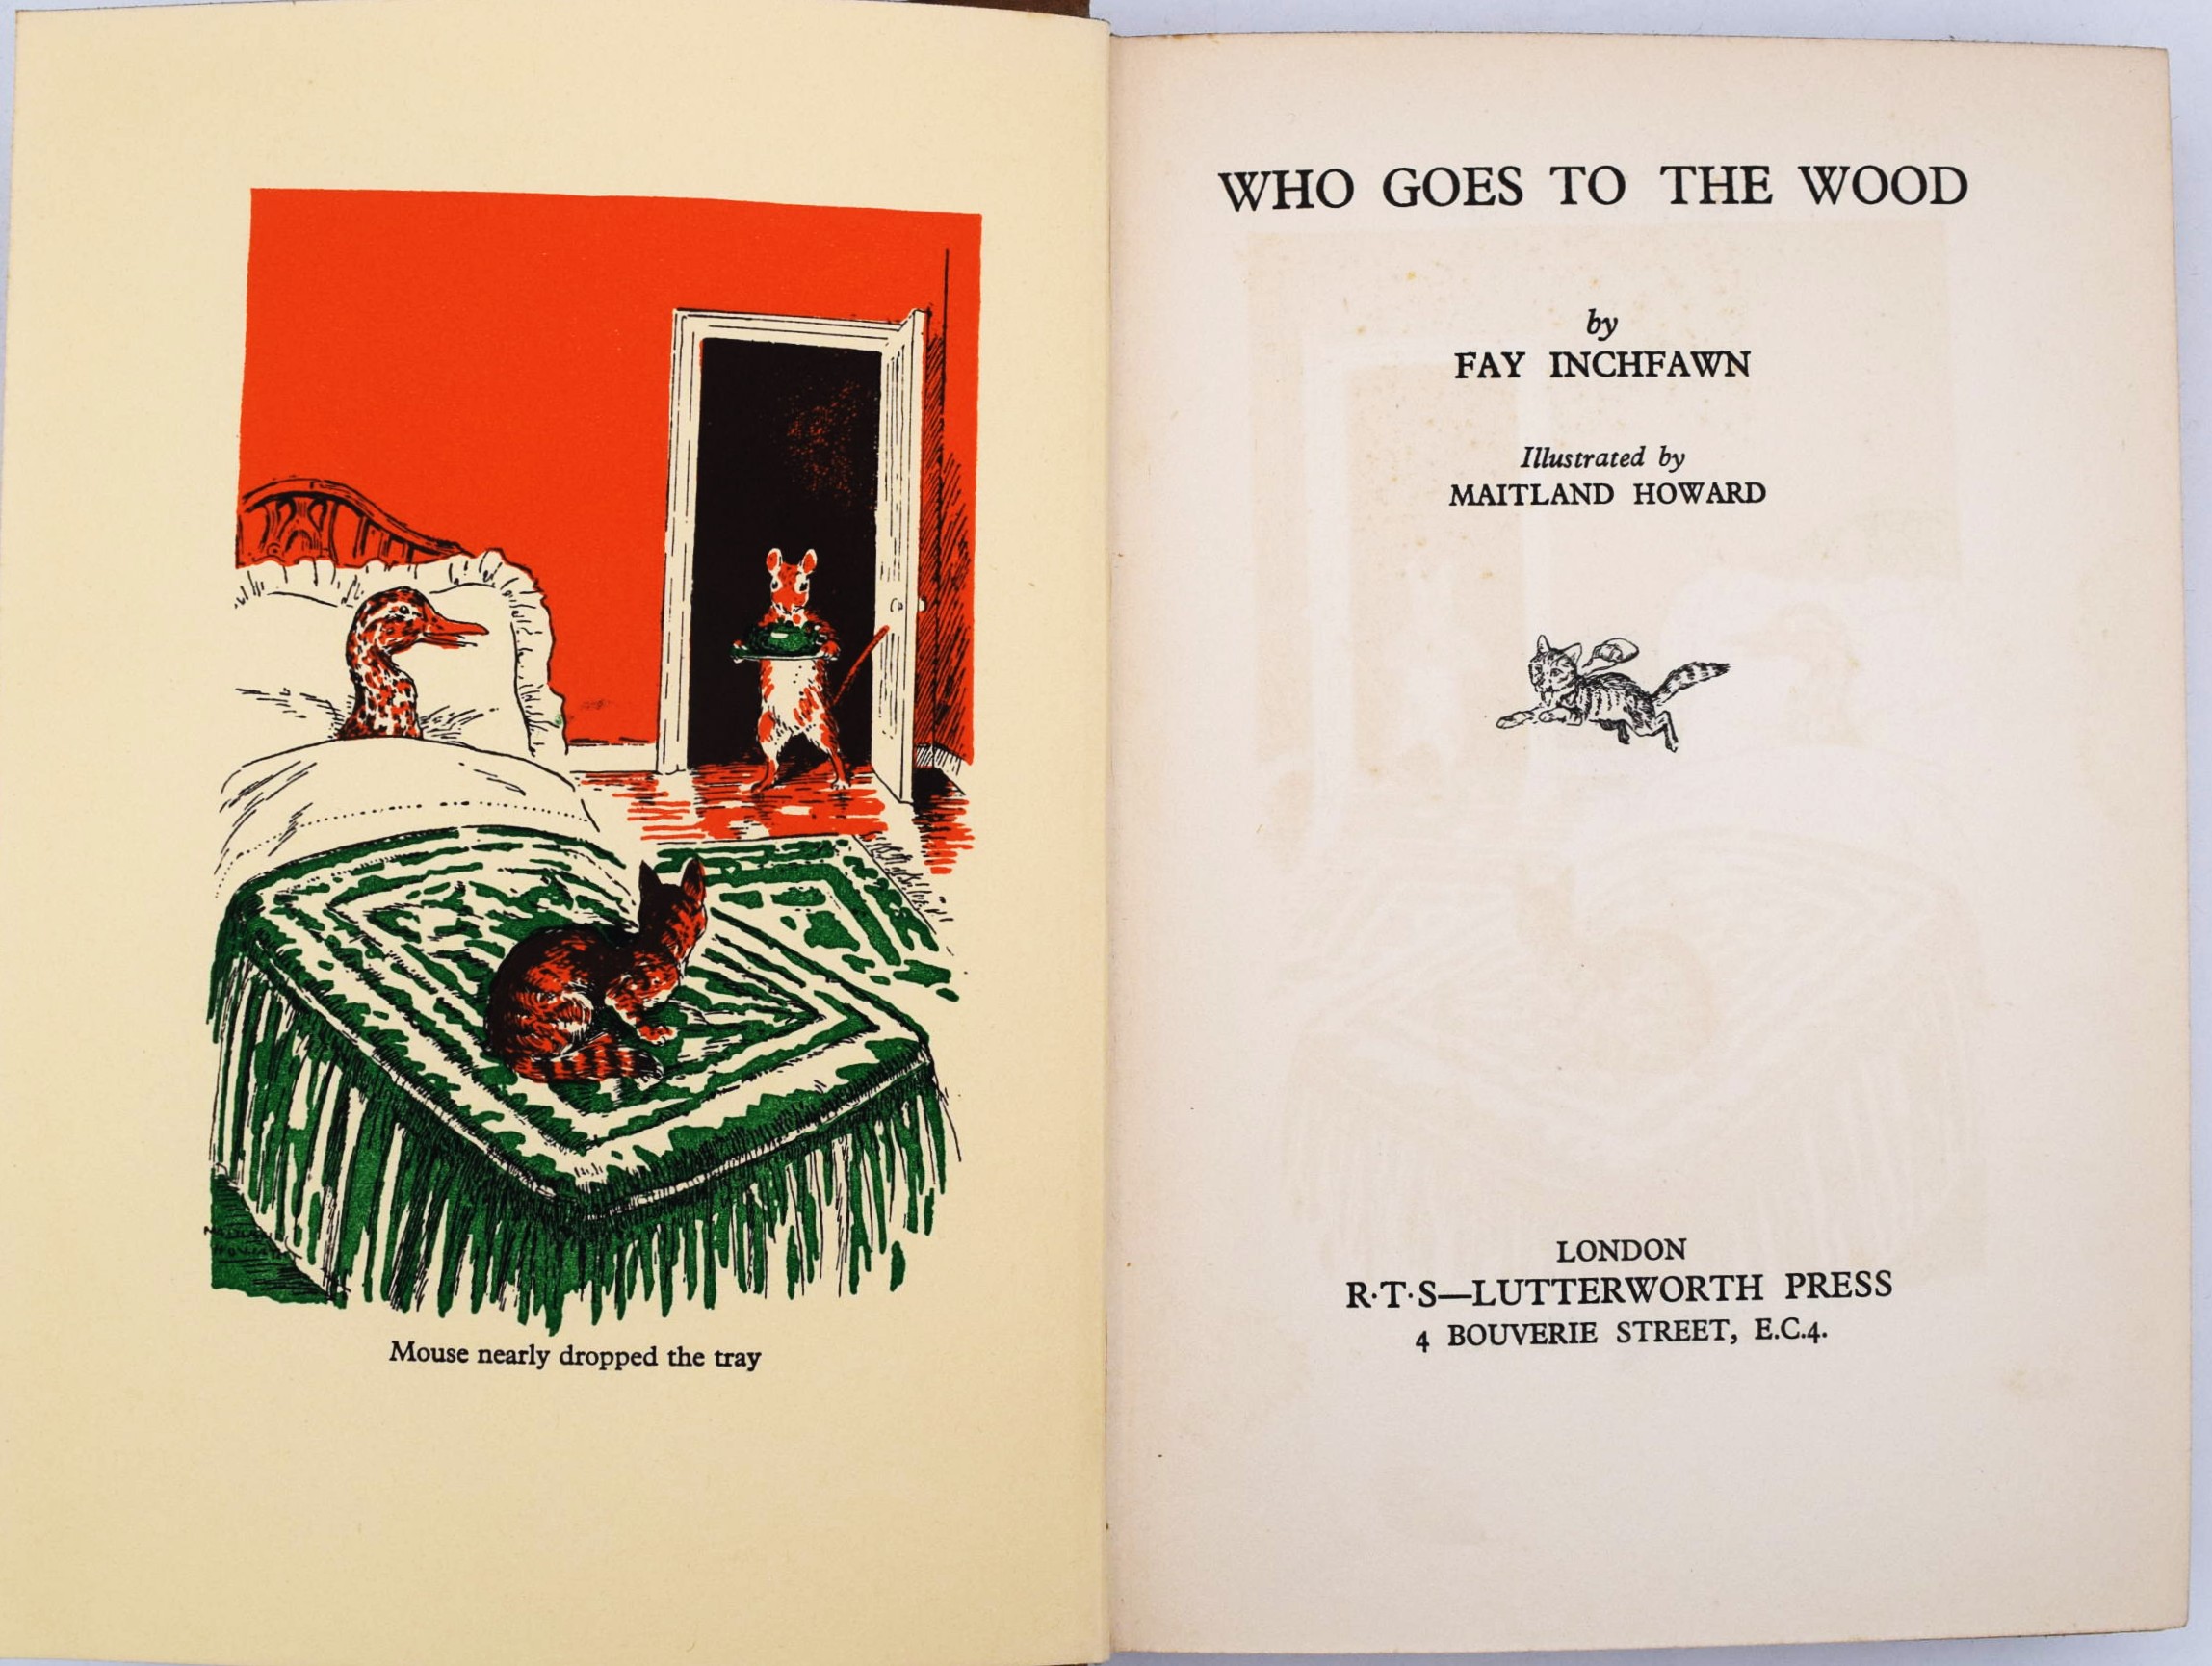 Mouse nearly dropped the tray
WHO GOES TO THE WOOD
by
FAY INCHFAWN
Illustrated by
MAITLAND HOWARD
LONDON
R·T·S—LUTTERWORTH PRESS
4 BOUVERIE STREET, E.C.4.